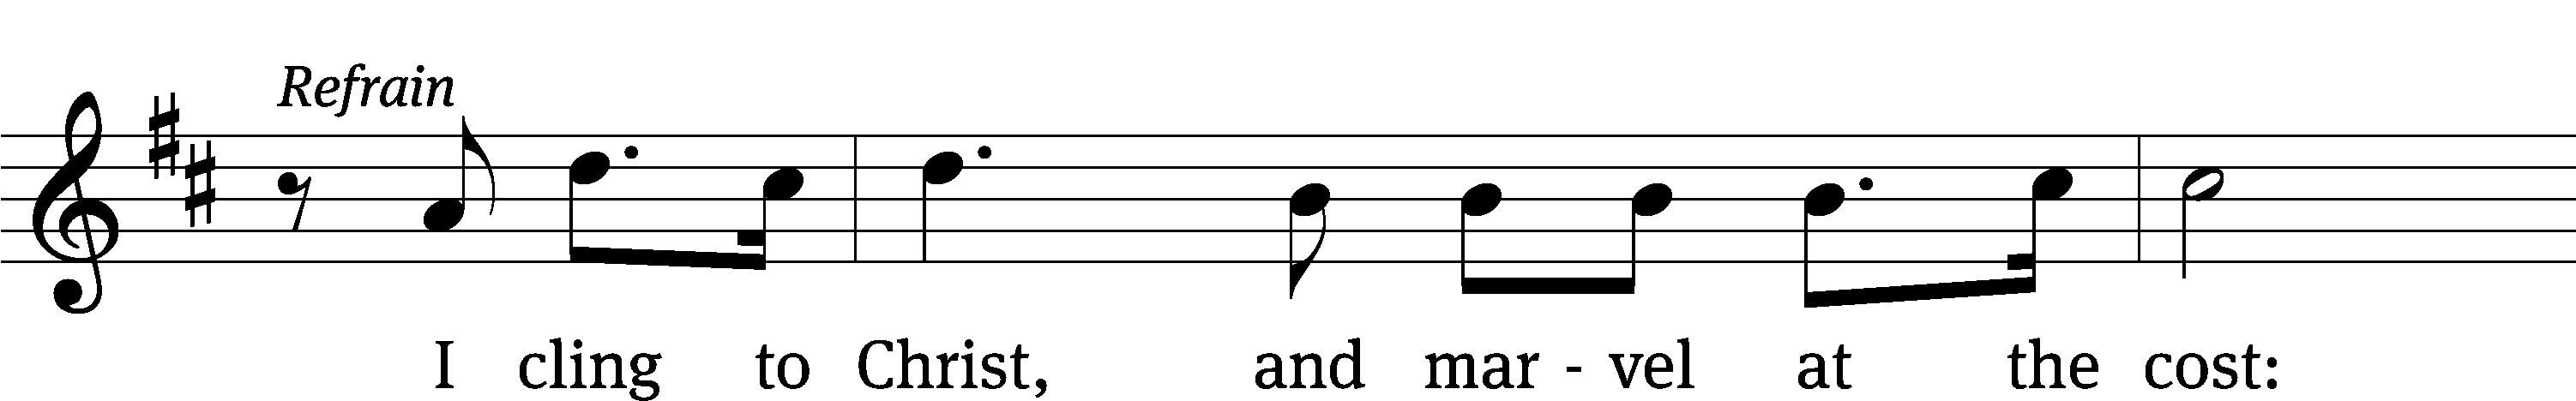 Refrain
I cling to Christ, and mar - vel at the cost: